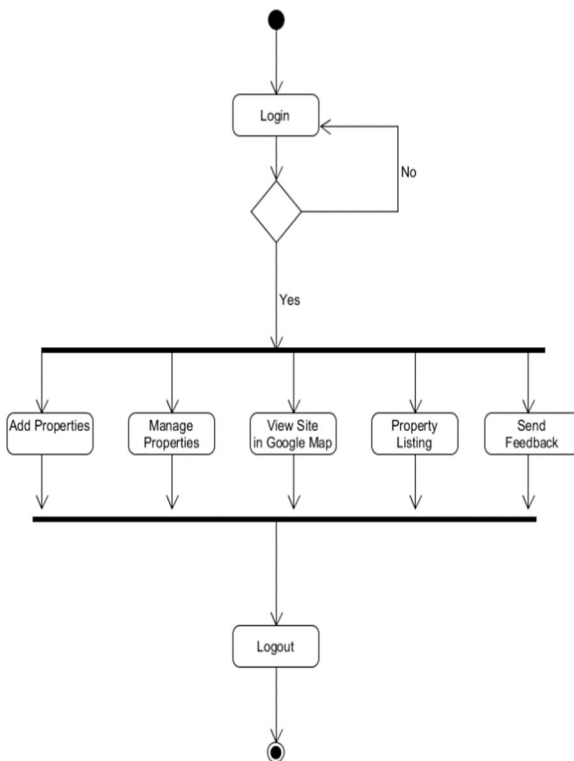 Login
No
Yes
Add Properties
Manage
Properties
View Site
in Google Map
Property
Listing
Send
Feedback
Logout